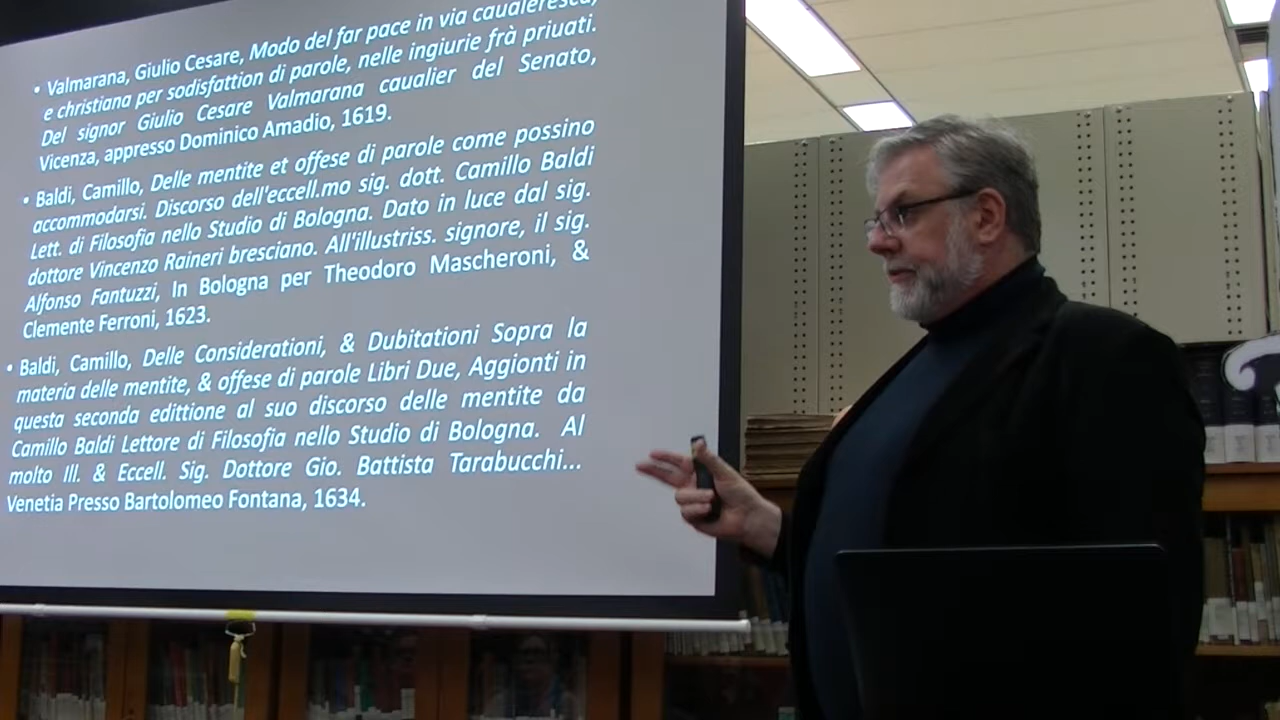 • Valmarana, Giulio Cesare, Modo del far pace in via caualeresca,
e christiana per sodisfattion di parole, nelle ingiurie frà priuati.
Del signor Giulio Cesare Valmarana caualier del Senato,
Vicenza, appresso Dominico Amadio, 1619.
• Baldi, Camillo, Delle mentite et offese di parole come possino
accommodarsi. Discorso dell'eccell.mo sig. dott. Camillo Baldi
Lett. di Filosofia nello Studio di Bologna. Dato in luce dal sig.
dottore Vincenzo Raineri bresciano. All'illustriss. signore, il sig.
Alfonso Fantuzzi, In Bologna per Theodoro Mascheroni, &
Clemente Ferroni, 1623.
• Baldi, Camillo, Delle Considerationi, & Dubitationi Sopra la
materia delle mentite, & offese di parole Libri Due, Aggionti in
questa seconda edittione al suo discorso delle mentite da
Camillo Baldi Lettore di Filosofia nello Studio di Bologna. Al
molto Ill. & Eccell. Sig. Dottore Gio. Battista Tarabucchi...
Venetia Presso Bartolomeo Fontana, 1634.